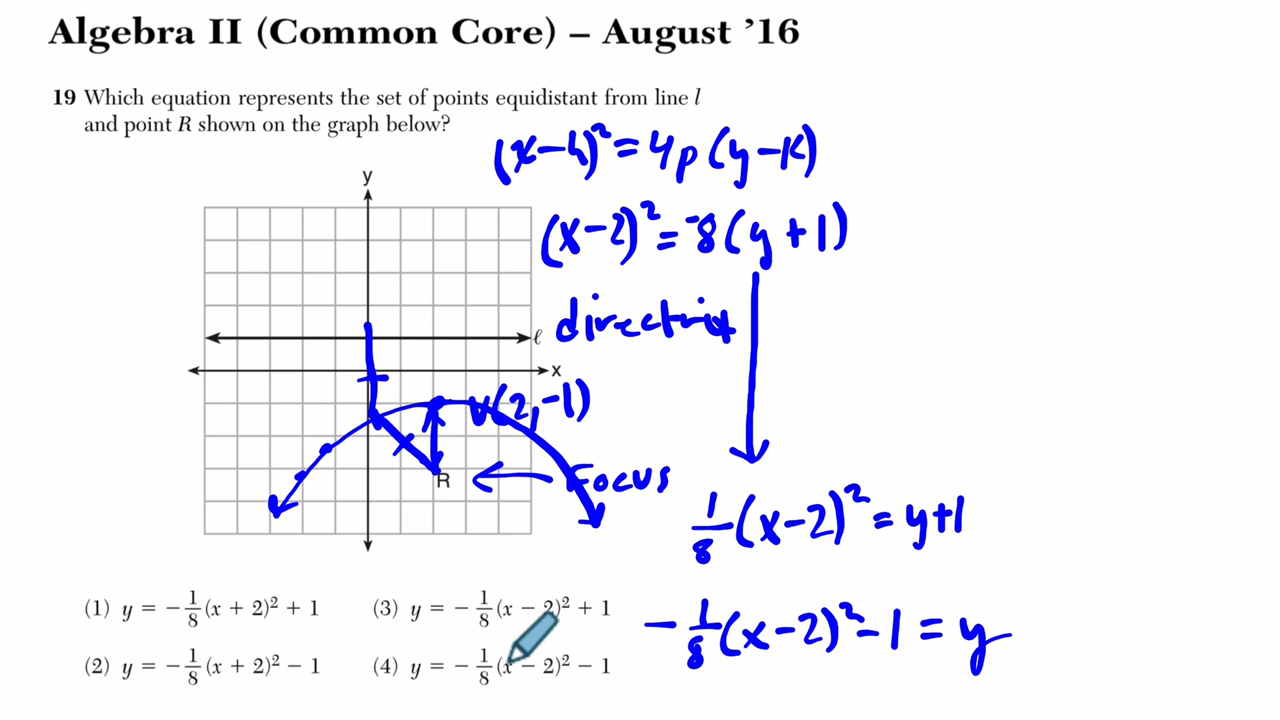 Algebra II (Common Core) – August ’16
19 Which equation represents the set of points equidistant from line l
and point R shown on the graph below?
(x-h)²=4p(y-k)
y
(x-2)²=-8(y+1)
directrix
ℓ
x
V(2,-1)
R
Focus
1/8(x-2)²=y+1
(1) y = −1/8(x + 2)² + 1
(3) y = −1/8(x − 2)² + 1
-1/8(x-2)²-1=y
(2) y = −1/8(x + 2)² − 1
(4) y = −1/8(x − 2)² − 1